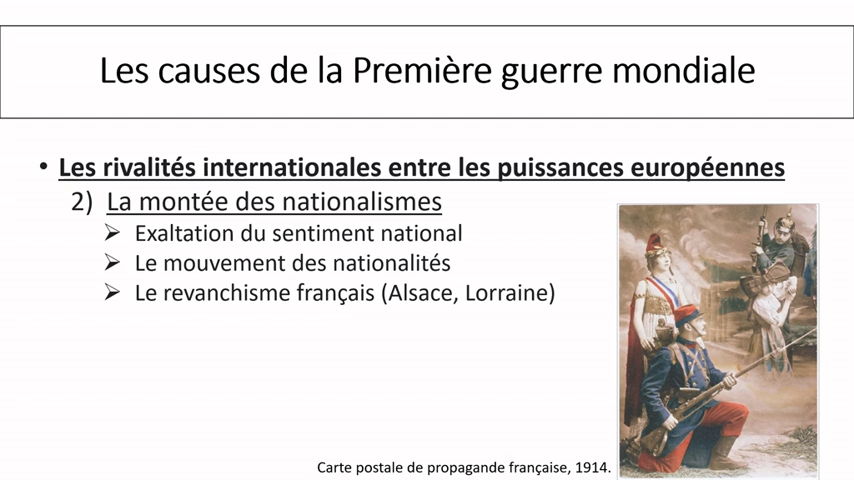 Les causes de la Première guerre mondiale
• Les rivalités internationales entre les puissances européennes
2) La montée des nationalismes
➢ Exaltation du sentiment national
➢ Le mouvement des nationalités
➢ Le revanchisme français (Alsace, Lorraine)
Carte postale de propagande française, 1914.